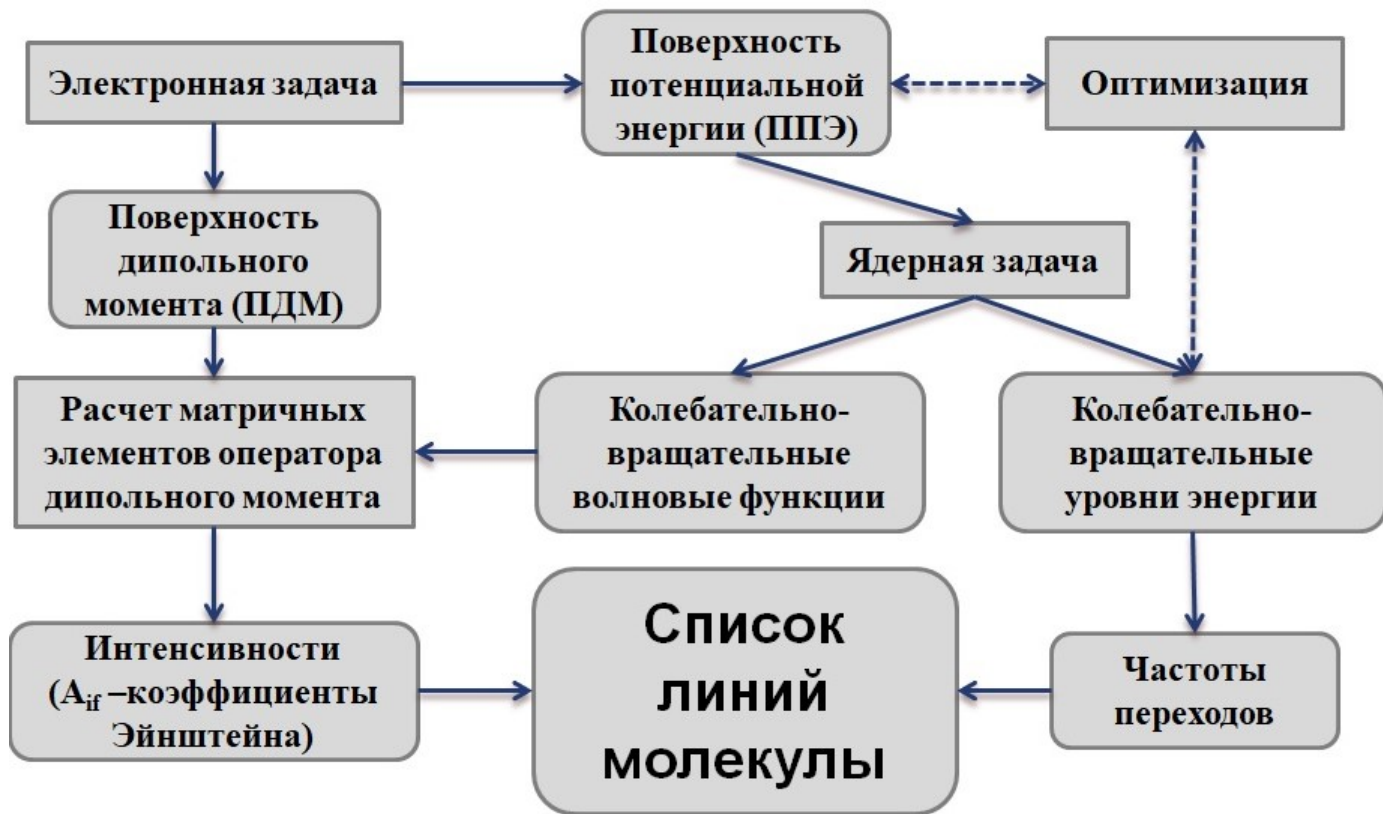 Электронная задача
Поверхность
потенциальной
энергии (ППЭ)
Оптимизация
Поверхность
дипольного
момента (ПДМ)
Ядерная задача
Расчет матричных
элементов оператора
дипольного момента
Колебательно-
вращательные
волновые функции
Колебательно-
вращательные
уровни энергии
Интенсивности
(Aif –коэффициенты
Эйнштейна)
Список
линий
молекулы
Частоты
переходов